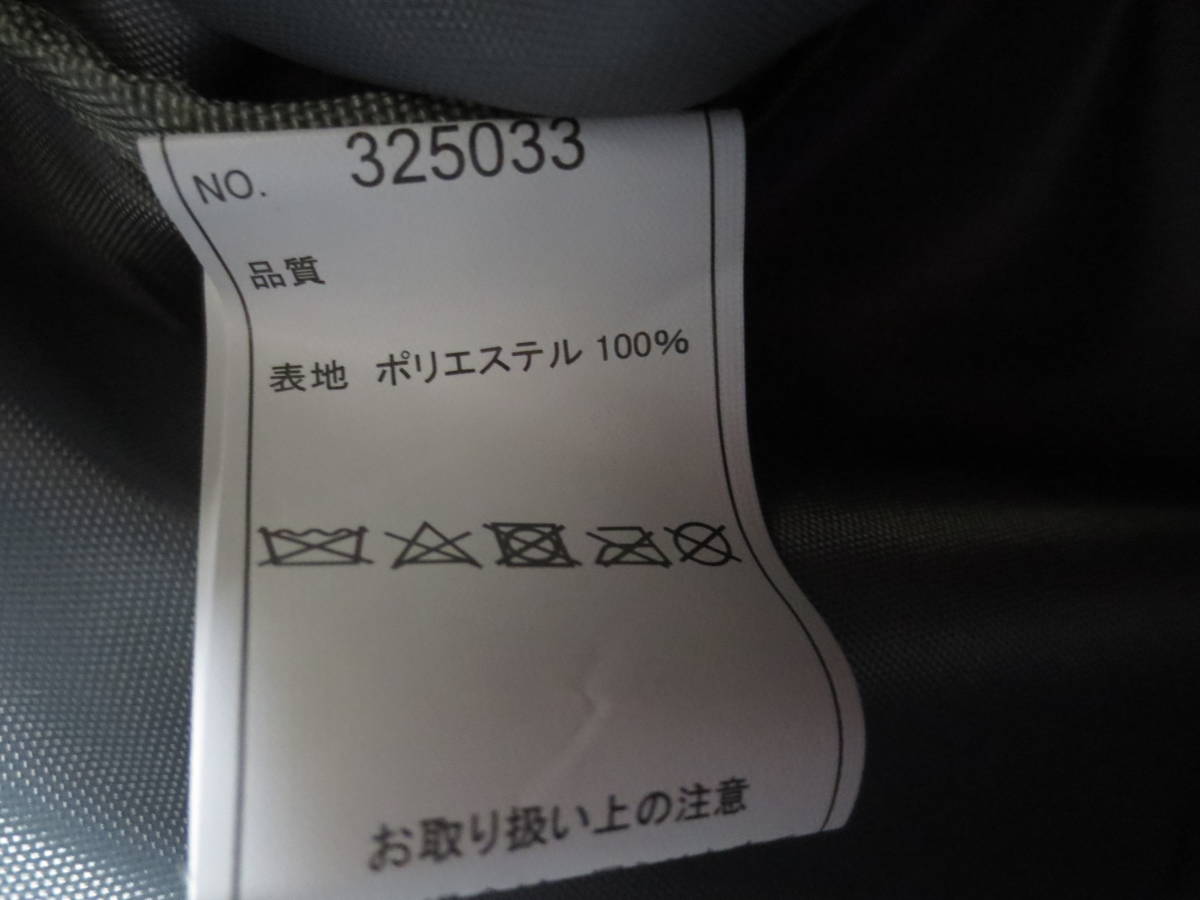 NO. 325033
品質
表地 ポリエステル 100%
お取り扱い上の注意